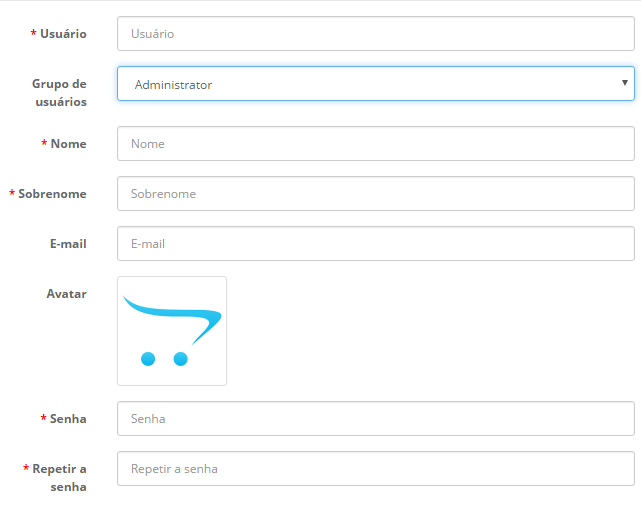 * Usuário
Usuário
Grupo de
usuários
Administrator
* Nome
Nome
* Sobrenome
Sobrenome
E-mail
E-mail
Avatar
* Senha
Senha
* Repetir a
senha
Repetir a senha